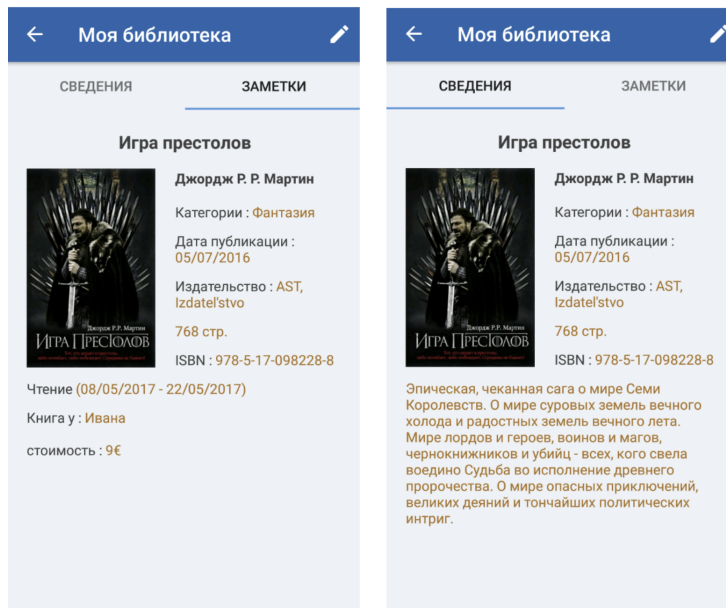 Моя библиотека
СВЕДЕНИЯ
ЗАМЕТКИ
Игра престолов
Джордж Р. Р. Мартин
Категории : Фантазия
Дата публикации :
05/07/2016
Издательство : AST,
Izdatel'stvo
768 стр.
ISBN : 978-5-17-098228-8
Джордж Р.Р. Мартин
ИГРА ПРЕСТОЛОВ
Чтение (08/05/2017 - 22/05/2017)
Книга у : Ивана
стоимость : 9€
Моя библиотека
СВЕДЕНИЯ
ЗАМЕТКИ
Игра престолов
Джордж Р. Р. Мартин
Категории : Фантазия
Дата публикации :
05/07/2016
Издательство : AST,
Izdatel'stvo
768 стр.
ISBN : 978-5-17-098228-8
Джордж Р.Р. Мартин
ИГРА ПРЕСТОЛОВ
Эпическая, чеканная сага о мире Семи
Королевств. О мире суровых земель вечного
холода и радостных земель вечного лета.
Мире лордов и героев, воинов и магов,
чернокнижников и убийц - всех, кого свела
воедино Судьба во исполнение древнего
пророчества. О мире опасных приключений,
великих деяний и тончайших политических
интриг.